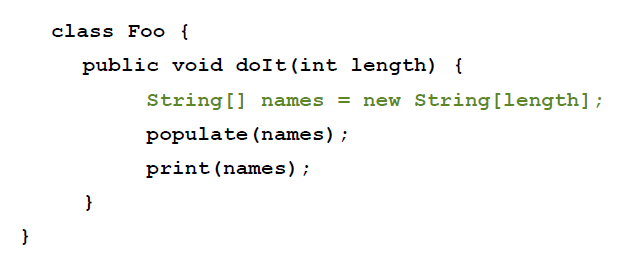 class Foo {
public void doIt(int length) {
String[] names = new String[length];
populate(names);
print(names);
}
}